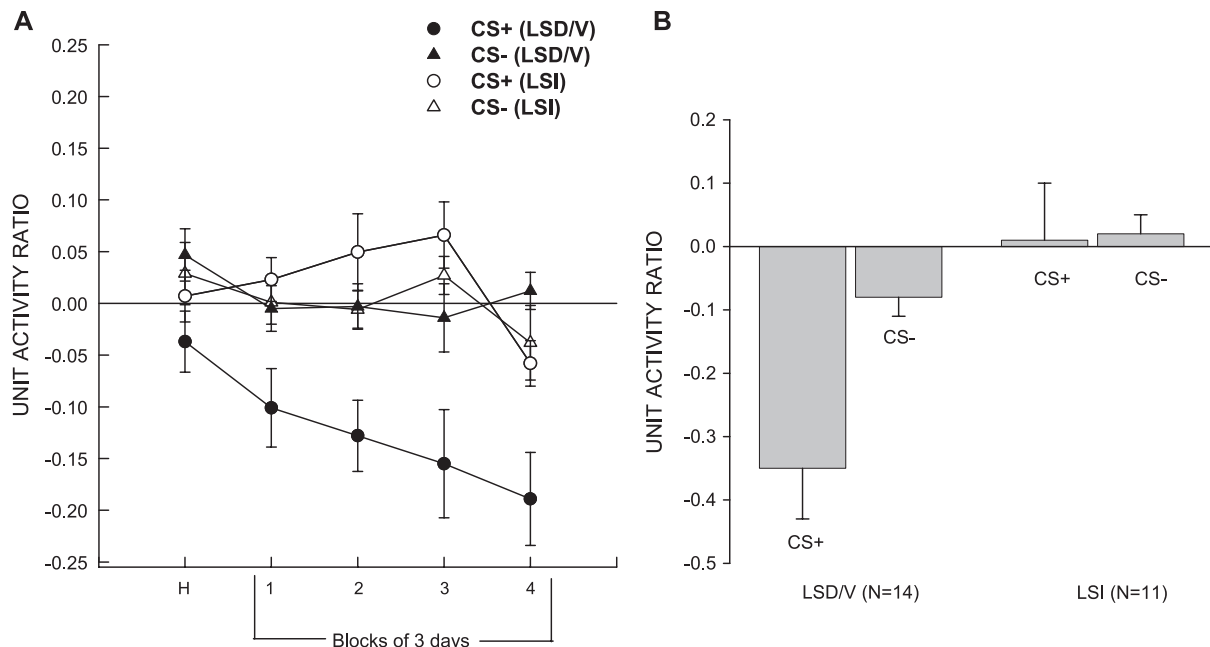 A
CS+ (LSD/V)
CS- (LSD/V)
CS+ (LSI)
CS- (LSI)
UNIT ACTIVITY RATIO
0.25
0.20
0.15
0.10
0.05
0.00
-0.05
-0.10
-0.15
-0.20
-0.25
H 1 2 3 4
Blocks of 3 days
B
UNIT ACTIVITY RATIO
0.2
0.1
0.0
-0.1
-0.2
-0.3
-0.4
-0.5
CS+ CS-
CS-
CS+
LSD/V (N=14) LSI (N=11)